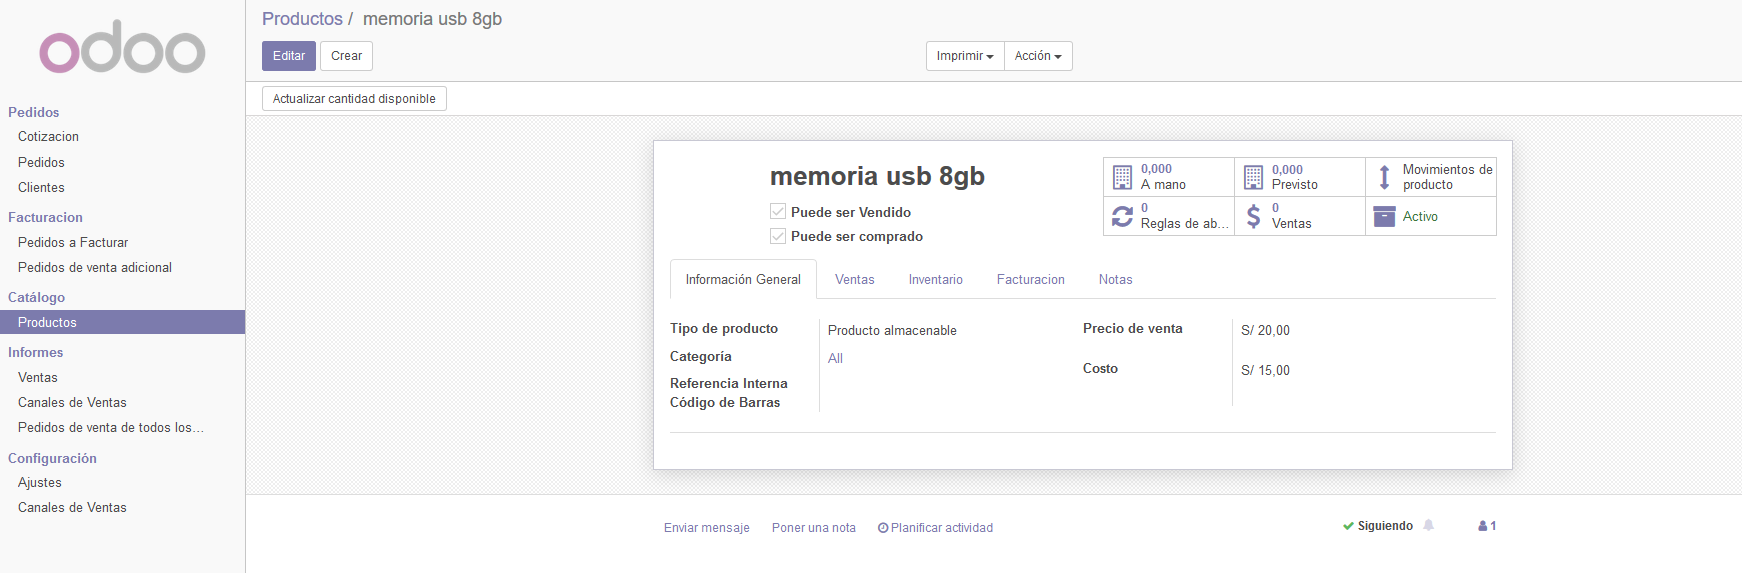 odoo
Pedidos
Cotizacion
Pedidos
Clientes
Facturacion
Pedidos a Facturar
Pedidos de venta adicional
Catálogo
Productos
Informes
Ventas
Canales de Ventas
Pedidos de venta de todos los...
Configuración
Ajustes
Canales de Ventas
Productos / memoria usb 8gb
Editar Crear
Imprimir Acción
Actualizar cantidad disponible
memoria usb 8gb
Puede ser Vendido
Puede ser comprado
0,000
A mano
0,000
Previsto
Movimientos de
producto
0
Reglas de ab...
0
Ventas
Activo
Información General Ventas Inventario Facturacion Notas
Tipo de producto Producto almacenable
Categoría All
Referencia Interna
Código de Barras
Precio de venta S/ 20,00
Costo S/ 15,00
Enviar mensaje Poner una nota Planificar actividad
Siguiendo 1